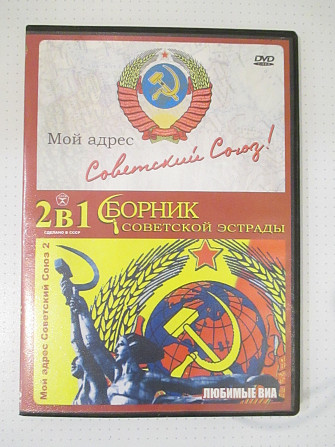 DVD
Мой адрес
Советский Союз!
2в1
СДЕЛАНО В СССР
СБОРНИК
СОВЕТСКОЙ ЭСТРАДЫ
Мой адрес Советский Союз 2
ЛЮБИМЫЕ ВИА